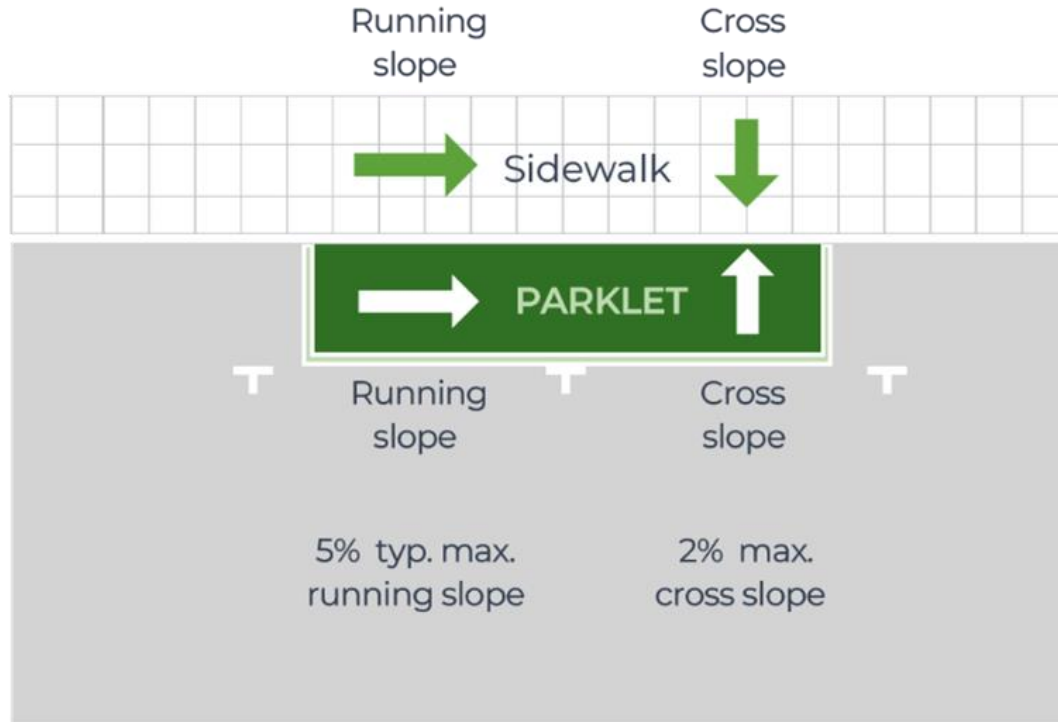 Running
slope
Cross
slope
Sidewalk
PARKLET
Running
slope
Cross
slope
5% typ. max.
running slope
2% max.
cross slope